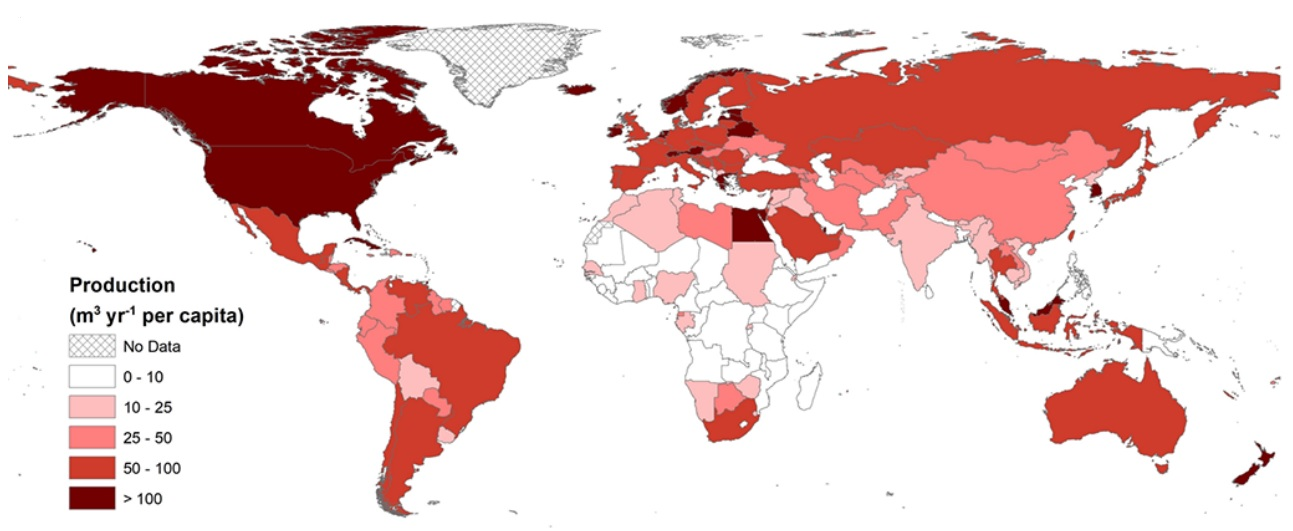 Production
(m³ yr⁻¹ per capita)
No Data
0 - 10
10 - 25
25 - 50
50 - 100
> 100